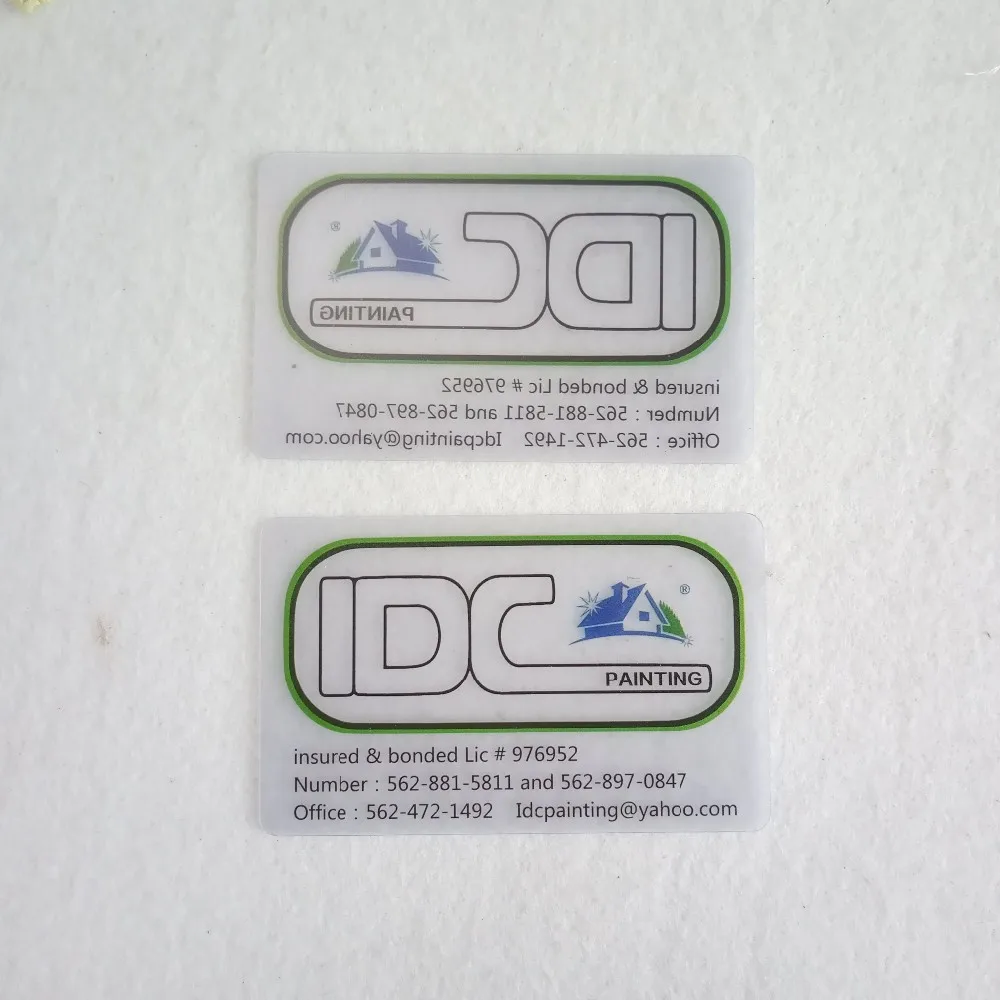 IDC ®
PAINTING
insured & bonded Lic # 976952
Number : 562-881-5811 and 562-897-0847
Office : 562-472-1492 Idcpainting@yahoo.com
IDC ®
PAINTING
insured & bonded Lic # 976952
Number : 562-881-5811 and 562-897-0847
Office : 562-472-1492 Idcpainting@yahoo.com